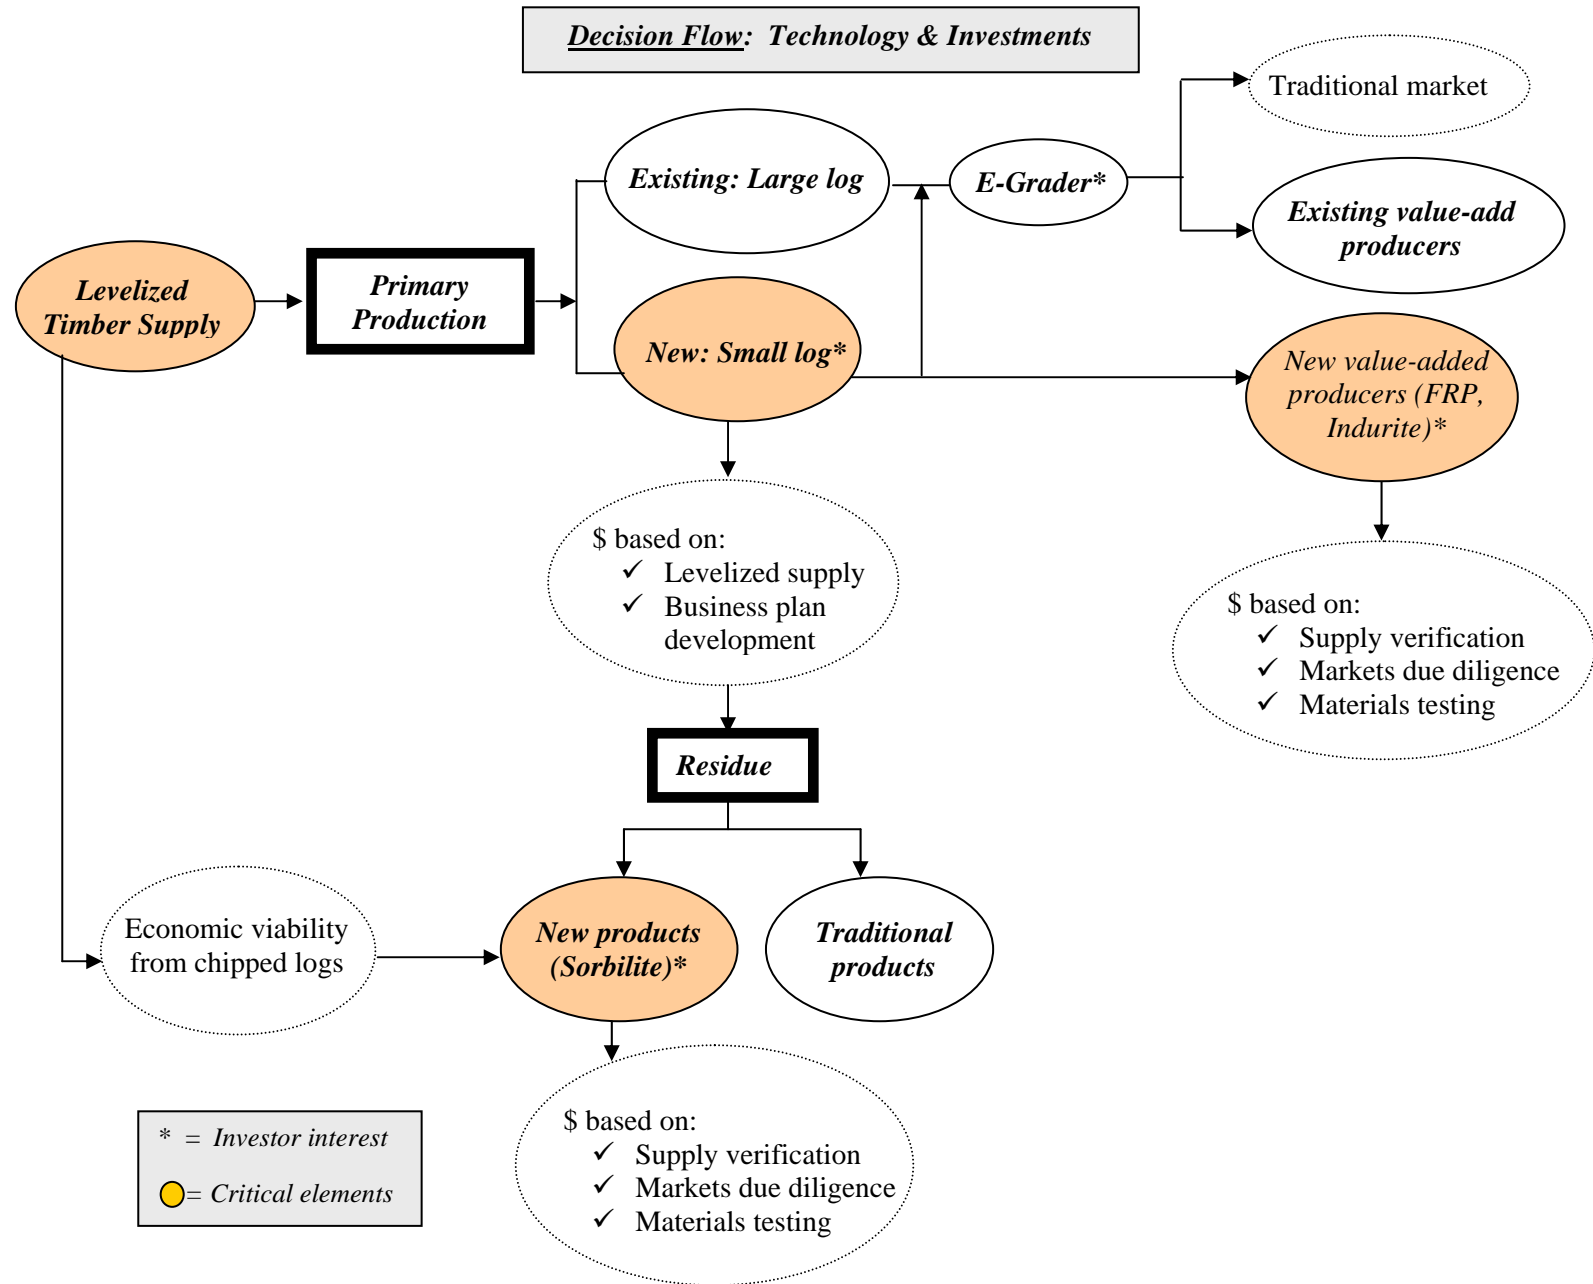 Decision Flow: Technology & Investments
Traditional market
Existing: Large log
E-Grader*
Existing value-add
producers
Levelized
Timber Supply
Primary
Production
New: Small log*
New value-added
producers (FRP,
Indurite)*
$ based on:
✓ Levelized supply
✓ Business plan
development
$ based on:
✓ Supply verification
✓ Markets due diligence
✓ Materials testing
Residue
Economic viability
from chipped logs
New products
(Sorbilite)*
Traditional
products
$ based on:
✓ Supply verification
✓ Markets due diligence
✓ Materials testing
* = Investor interest
= Critical elements